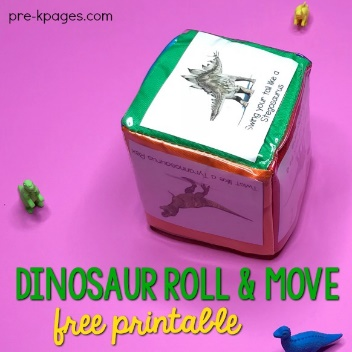 pre-kpages.com
Swing your tail like a
Stegosaurus
DINOSAUR ROLL & MOVE
free printable